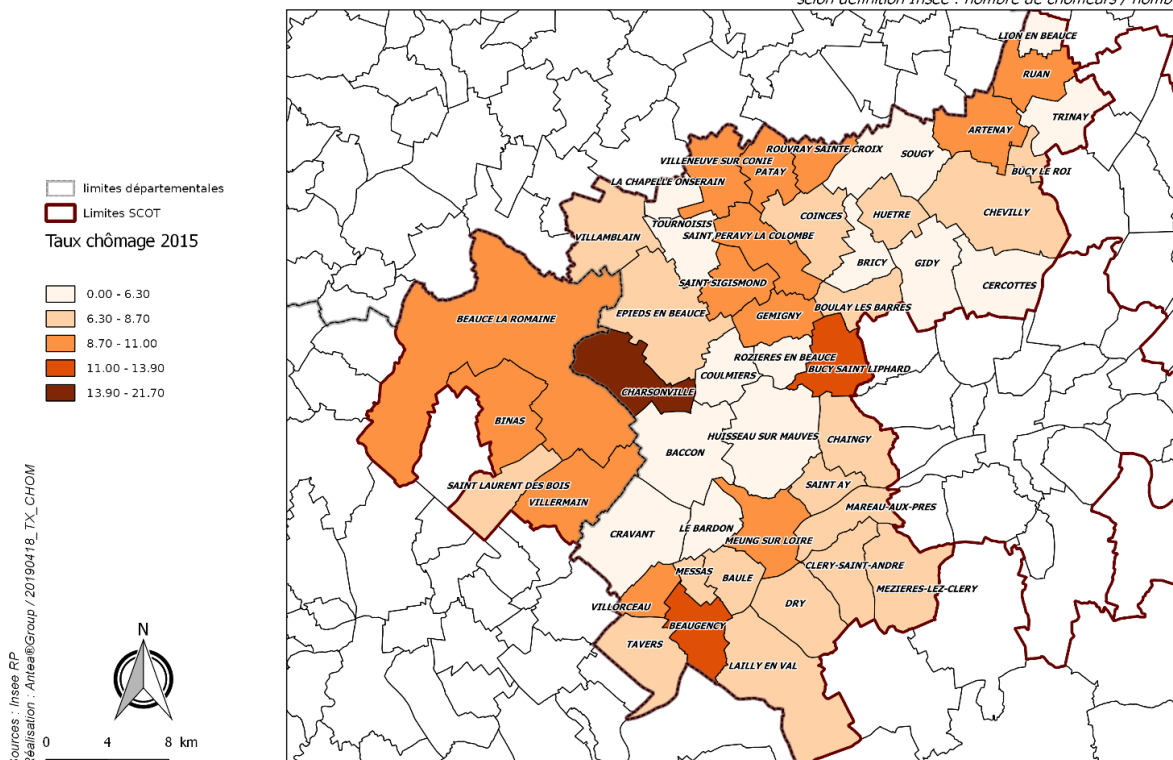 selon définition Insee : nombre de chômeurs / nomb
limites départementales
Limites SCOT
Taux chômage 2015
0.00 - 6.30
6.30 - 8.70
8.70 - 11.00
11.00 - 13.90
13.90 - 21.70
LION EN BEAUCE
RUAN
TRINAY
ARTENAY
ROUVRAY SAINTE CROIX
SOUGY
VILLENEUVE SUR CONIE
PATAY
BUCY LE ROI
LA CHAPELLE ONSERAIN
CHEVILLY
COINCES
HUETRE
TOURNOISIS
VILLAMBLAIN
SAINT PERAVY LA COLOMBE
BRICY
GIDY
SAINT SIGISMOND
CERCOTTES
BOULAY LES BARRES
EPIEDS EN BEAUCE
GEMIGNY
BEAUCE LA ROMAINE
ROZIERES EN BEAUCE
BUCY SAINT LIPHARD
COULMIERS
CHARSONVILLE
BINAS
HUISSEAU SUR MAUVES
CHAINGY
BACCON
SAINT LAURENT DES BOIS
SAINT AY
VILLERMAIN
MAREAU-AUX-PRES
LE BARDON
CRAVANT
MEUNG SUR LOIRE
CLERY-SAINT-ANDRE
MESSAS
BAULE
MEZIERES-LEZ-CLERY
VILLORCEAU
DRY
BEAUGENCY
TAVERS
LAILLY EN VAL
Sources : Insee RP
Réalisation : Antea®Group / 20190418_TX_CHOM
N
0 4 8 km